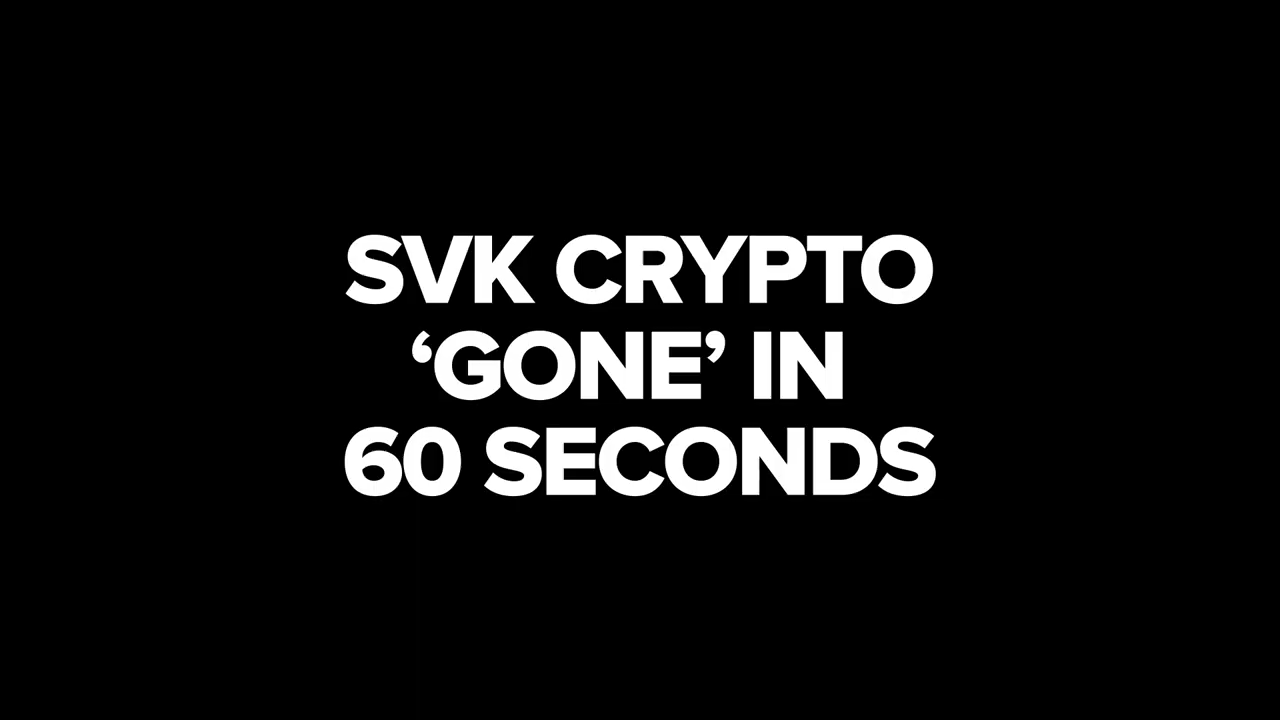 SVK CRYPTO
‘GONE’ IN
60 SECONDS